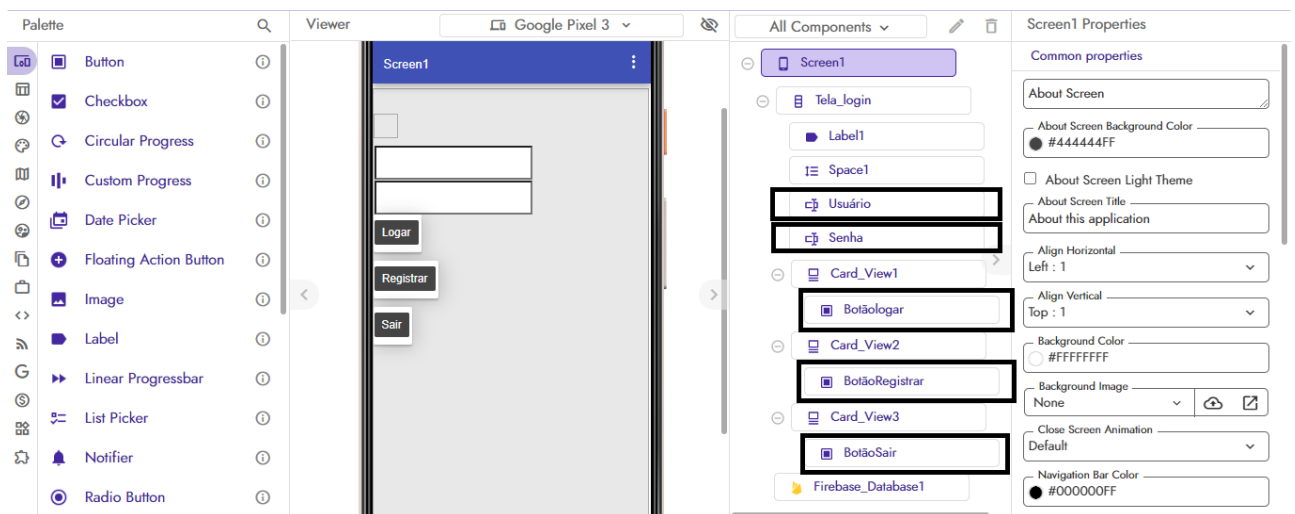 Palette
Button
Checkbox
Circular Progress
Custom Progress
Date Picker
Floating Action Button
Image
Label
Linear Progressbar
List Picker
Notifier
Radio Button
Viewer
Google Pixel 3
Screen1
Logar
Registrar
Sair
All Components
Screen1
Tela_login
Label1
Space1
Usuário
Senha
Card_View1
Botãologar
Card_View2
BotãoRegistrar
Card_View3
BotãoSair
Firebase_Database1
Screen1 Properties
Common properties
About Screen
About Screen Background Color
#444444FF
About Screen Light Theme
About Screen Title
About this application
Align Horizontal
Left : 1
Align Vertical
Top : 1
Background Color
#FFFFFFFF
Background Image
None
Close Screen Animation
Default
Navigation Bar Color
#000000FF